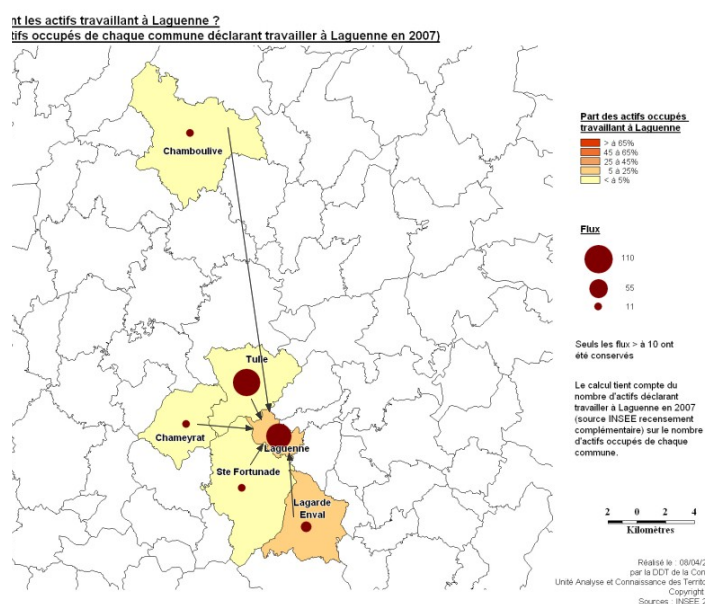 nt les actifs travaillant à Laguenne ?
tifs occupés de chaque commune déclarant travailler à Laguenne en 2007)
Chamboulive
Tulle
Chameyrat
Laguenne
Ste Fortunade
Lagarde
Enval
Part des actifs occupés
travaillant à Laguenne
> à 65%
45 à 65%
25 à 45%
5 à 25%
< à 5%
Flux
110
55
11
Seuls les flux > à 10 ont
été conservés
Le calcul tient compte du
nombre d'actifs déclarant
travailler à Laguenne en 2007
(source INSEE recensement
complémentaire) sur le nombre
d'actifs occupés de chaque
commune.
2 0 2 4
Kilomètres
Réalisé le : 08/04/2
par la DDT de la Cor
Unité Analyse et Connaissance des Territo
Copyright
Sources : INSEE 2